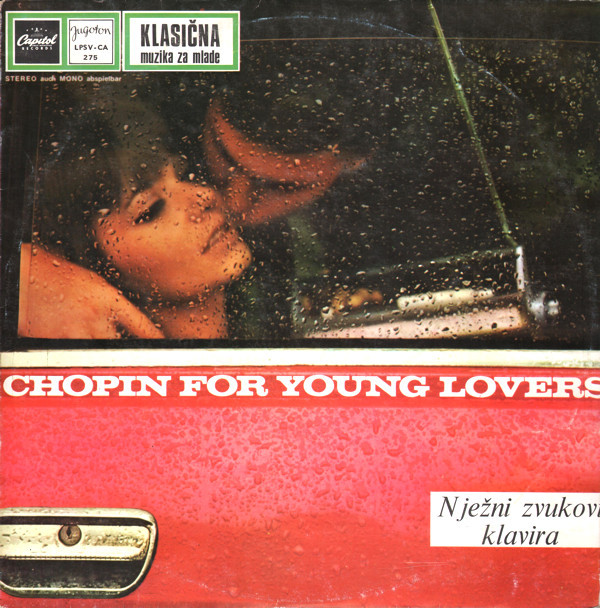 Capitol
RECORDS
Jugoton
LPSV-CA
275
KLASIČNA
muzika za mlade
STEREO auch MONO abspielbar
CHOPIN FOR YOUNG LOVERS
Nježni zvukovi
klavira